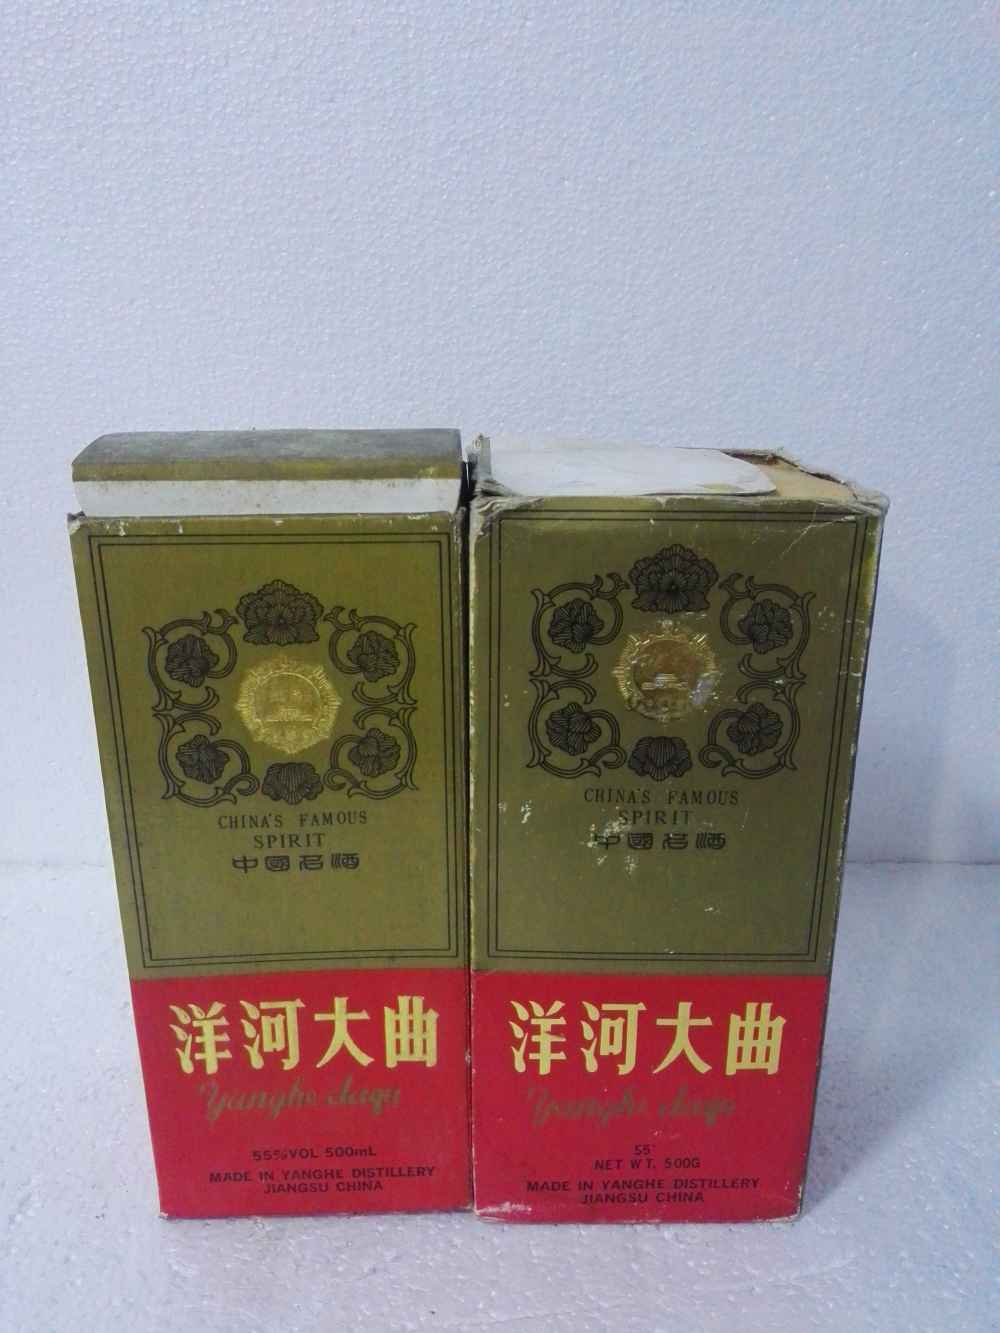 CHINA'S FAMOUS
SPIRIT
中國名酒
洋河大曲
Yanghe daqu
55%VOL 500mL
MADE IN YANGHE DISTILLERY
JIANGSU CHINA
CHINA'S FAMOUS
SPIRIT
中國名酒
洋河大曲
Yanghe daqu
55°
NET WT. 500G
MADE IN YANGHE DISTILLERY
JIANGSU CHINA